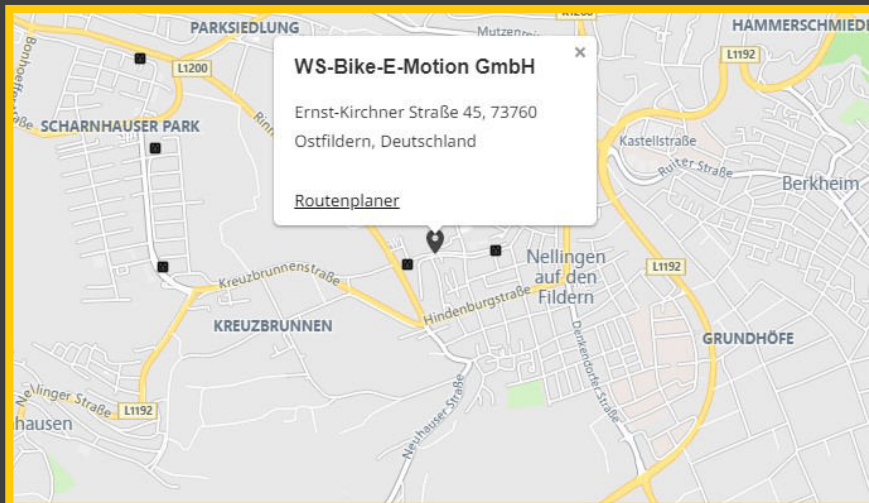 PARKSIEDLUNG
HAMMERSCHMIEDE
L1192
L1200
WS-Bike-E-Motion GmbH
×
Ernst-Kirchner Straße 45, 73760
Ostfildern, Deutschland
Routenplaner
SCHARNHAUSER PARK
Kastellstraße
Ruiter Straße
Berkheim
Nellingen
auf den
Fildern
L1192
Kreuzbrunnenstraße
Hindenburgstraße
KREUZBRUNNEN
GRUNDHÖFE
Denkendorfer Straße
Neuhauser Straße
Nellinger Straße
L1192
hausen